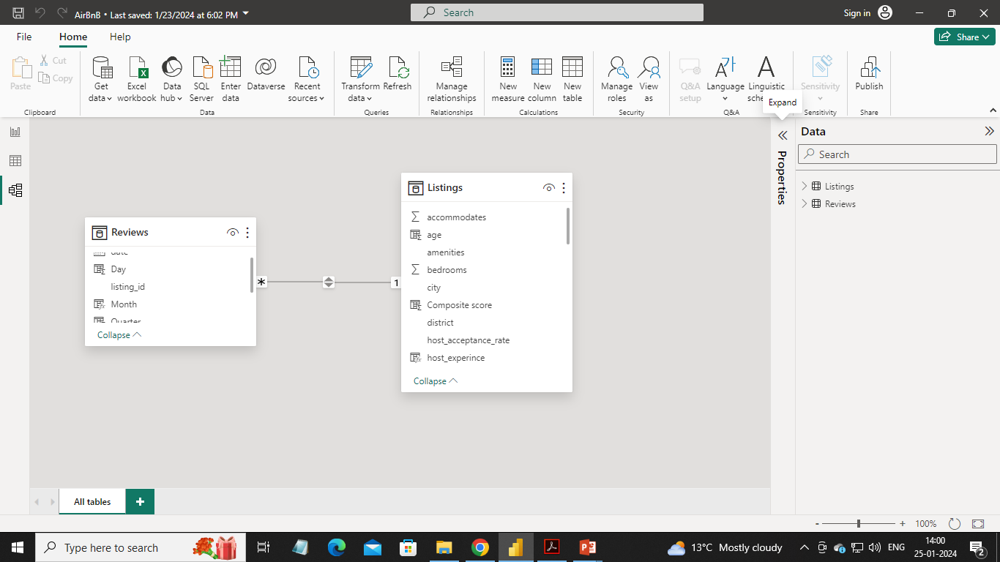 AirBnB • Last saved: 1/23/2024 at 6:02 PM
Search
Sign in
File
Home
Help
Share
Paste
Cut
Copy
Clipboard
Get data
Excel workbook
Data hub
SQL Server
Enter data
Dataverse
Recent sources
Data
Transform data
Refresh
Queries
Manage relationships
Relationships
New measure
New column
New table
Calculations
Manage roles
View as
Security
Q&A setup
Language
Linguistic
Q&A
Sensitivity
Sensitivity
Publish
Share
Expand
Properties
Data
Search
Listings
Reviews
Reviews
date
Day
listing_id
Month
Quarter
Collapse
*
1
Listings
accommodates
age
amenities
bedrooms
city
Composite score
district
host_acceptance_rate
host_experince
Collapse
All tables
+
- + 100%
Type here to search
13°C Mostly cloudy
ENG
14:00
25-01-2024
2